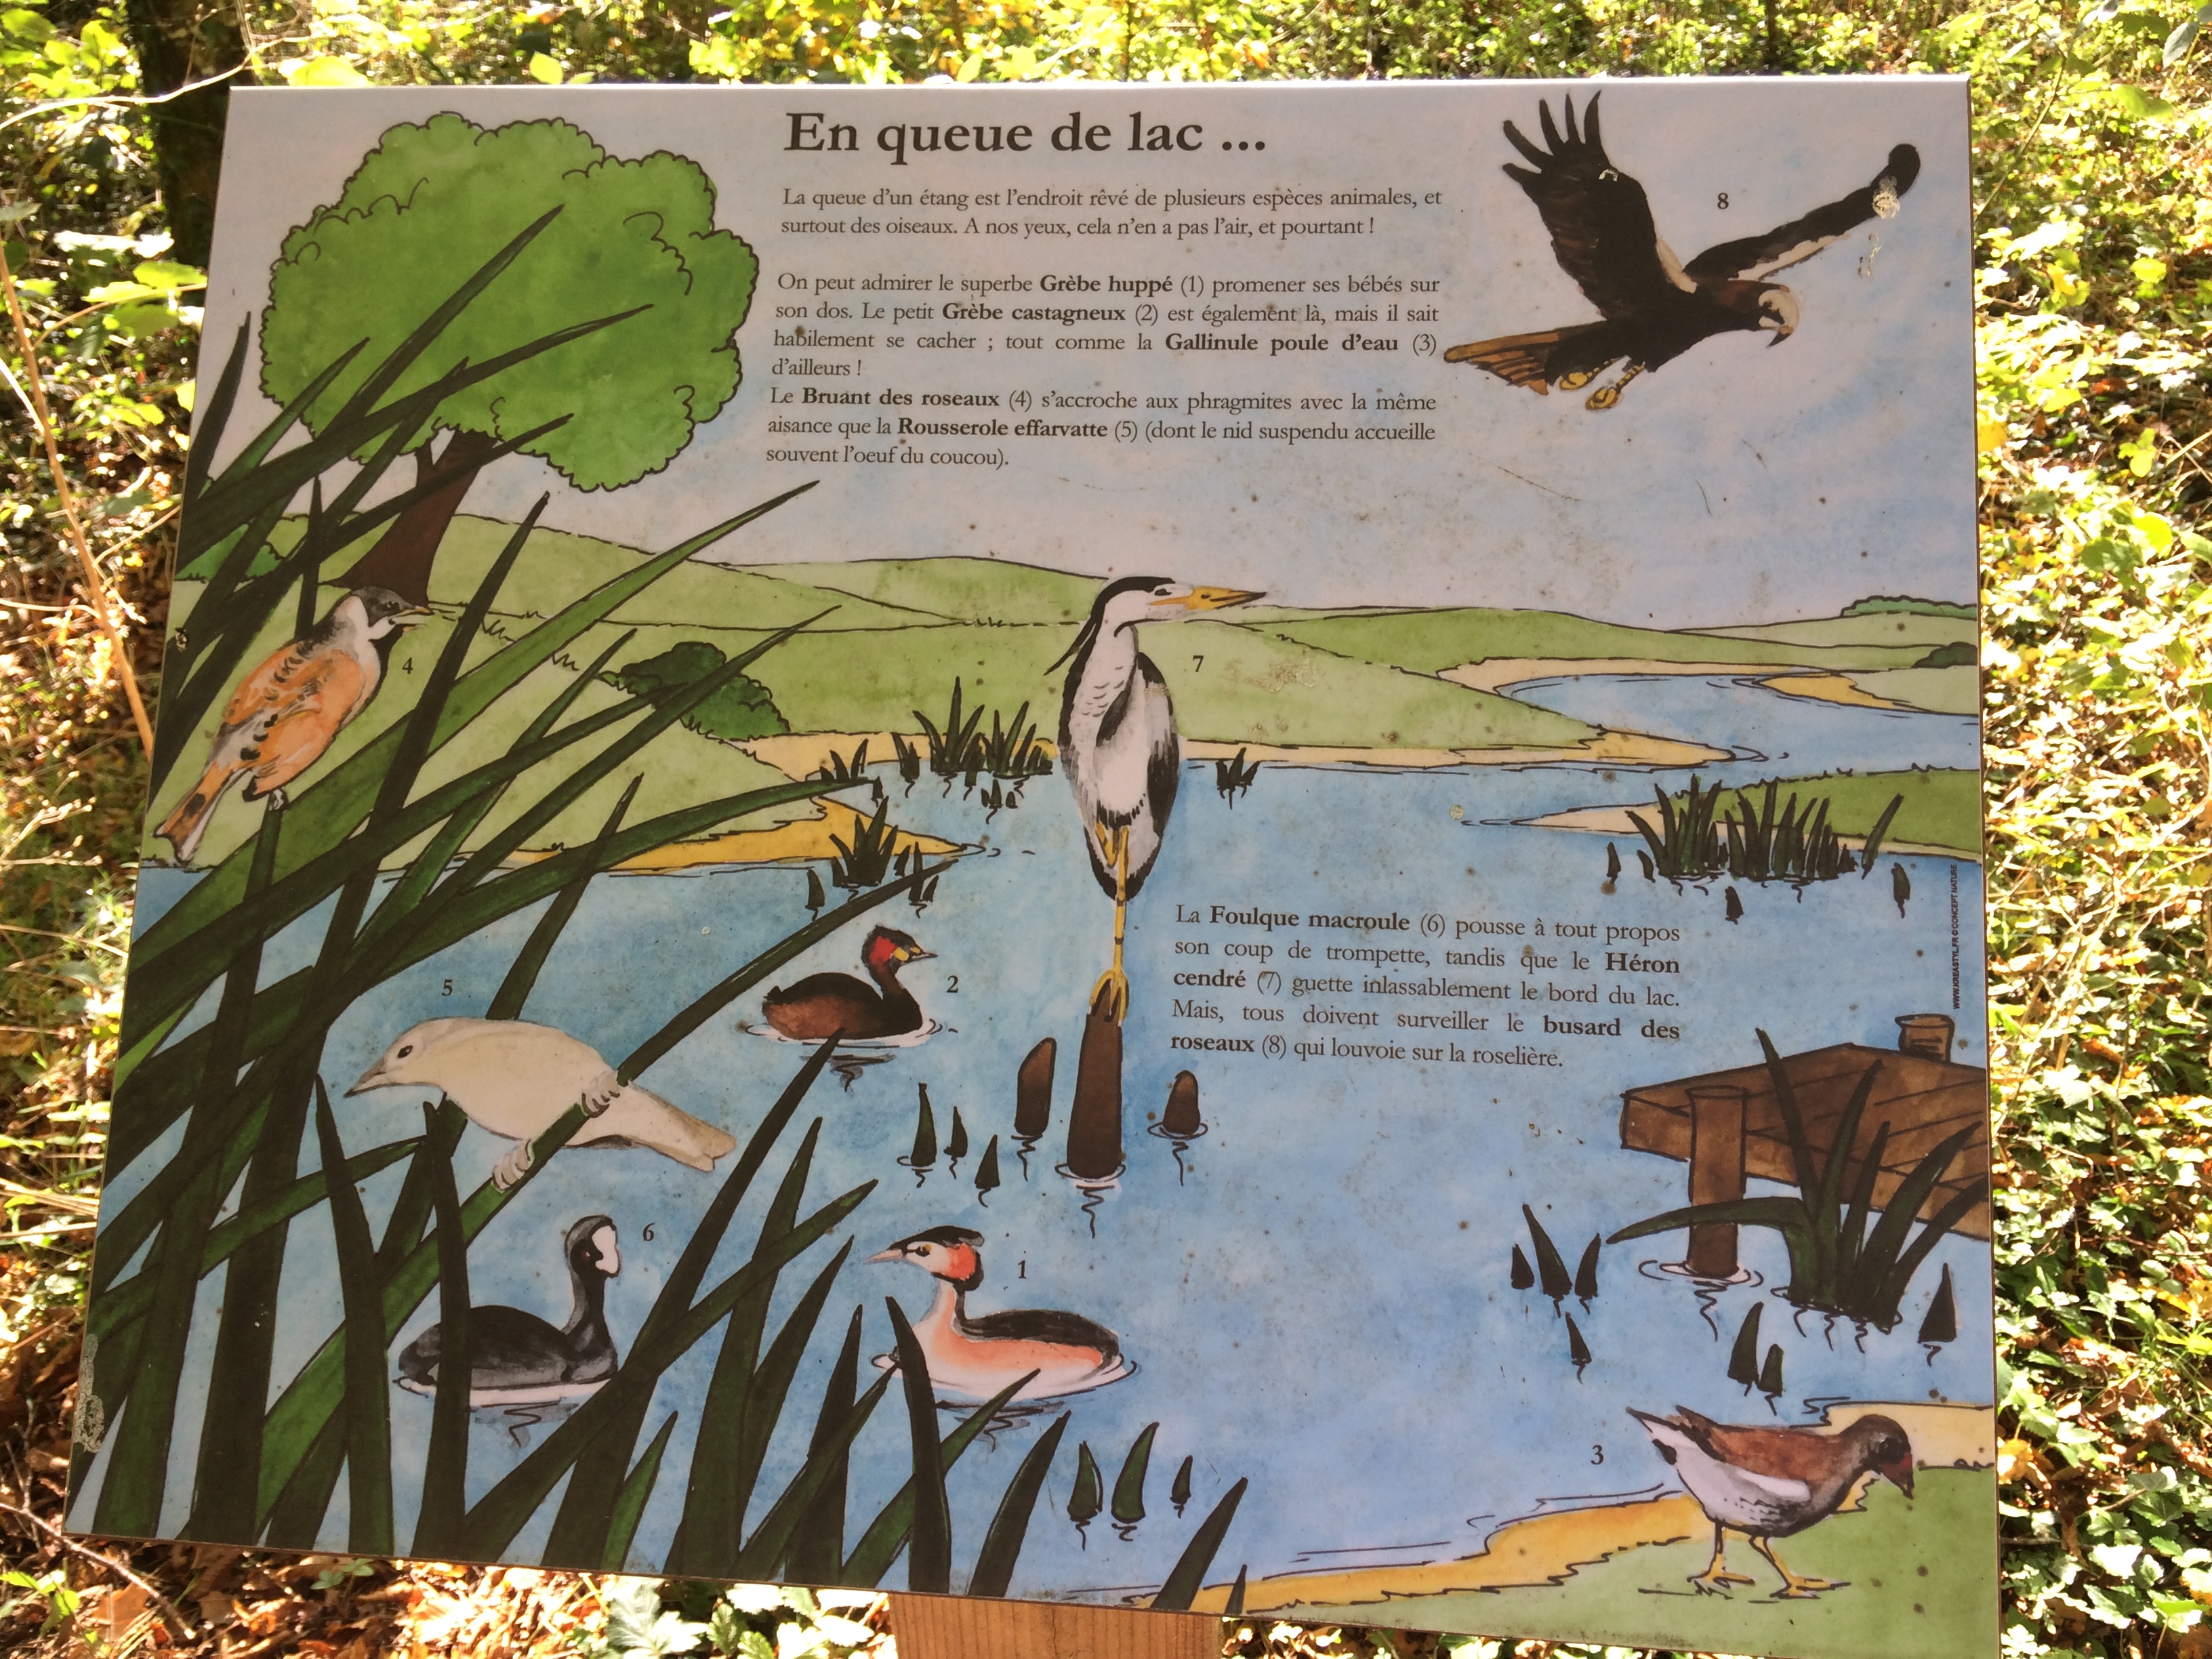 En queue de lac ...
La queue d'un étang est l'endroit rêvé de plusieurs espèces animales, et
surtout des oiseaux. A nos yeux, cela n'en a pas l'air, et pourtant !
On peut admirer le superbe Grèbe huppé (1) promener ses bébés sur
son dos. Le petit Grèbe castagneux (2) est également là, mais il sait
habilement se cacher ; tout comme la Gallinule poule d'eau (3)
d'ailleurs !
Le Bruant des roseaux (4) s'accroche aux phragmites avec la même
aisance que la Rousserole effarvatte (5) (dont le nid suspendu accueille
souvent l'oeuf du coucou).
8
4
7
La Foulque macroule (6) pousse à tout propos
son coup de trompette, tandis que le Héron
cendré (7) guette inlassablement le bord du lac.
Mais, tous doivent surveiller le busard des
roseaux (8) qui louvoie sur la roselière.
WWW.KREASTYL.FR © CONCEPT NATURE
2
5
6
1
3